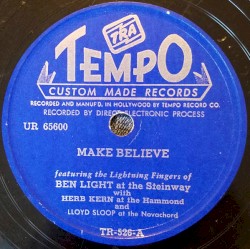 TRA
TEMPO
CUSTOM MADE RECORDS
RECORDED AND MANUF'D. IN HOLLYWOOD BY TEMPO RECORD CO.
RECORDED BY DIRECT ELECTRONIC PROCESS
UR 65600
MAKE BELIEVE
featuring the Lightning Fingers of
BEN LIGHT at the Steinway
with
HERB KERN at the Hammond
and
LLOYD SLOOP at the Novachord
TR-526-A